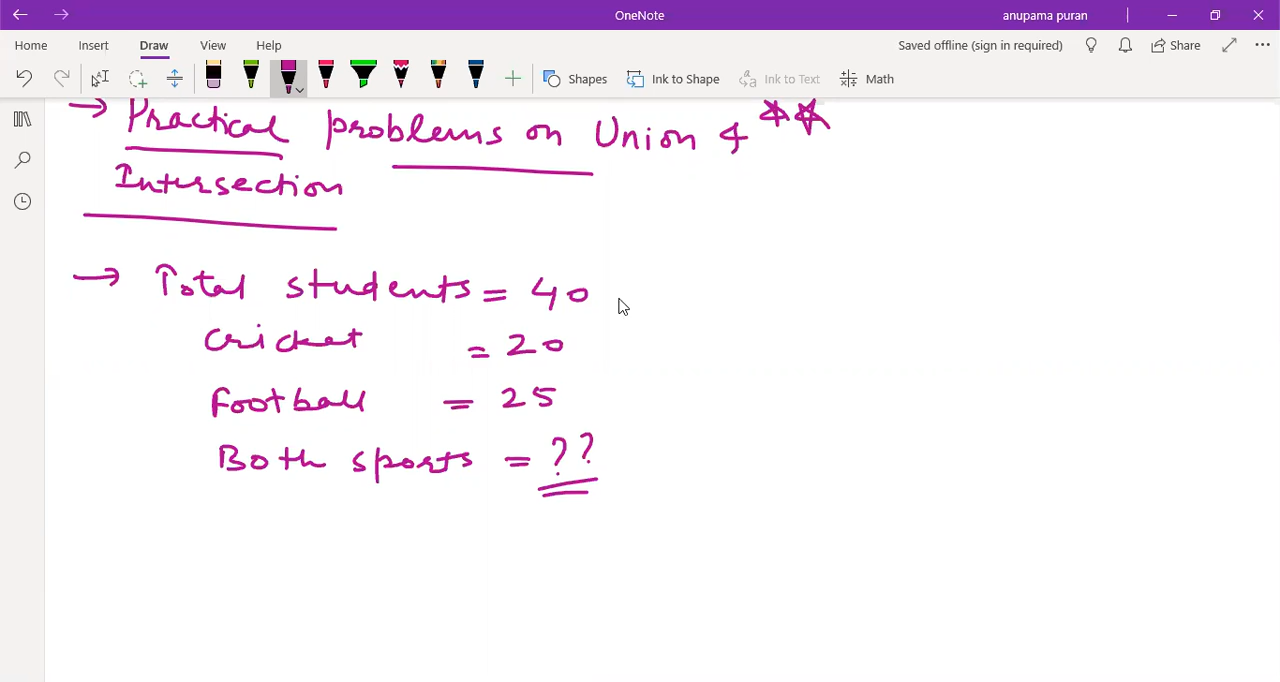 OneNote
anupama puran
Home Insert Draw View Help
Saved offline (sign in required)
Share
Shapes
Ink to Shape
Ink to Text
Math
→ Practical problems on Union &
Intersection
→ Total students = 40
Cricket = 20
Football = 25
Both sports = ??